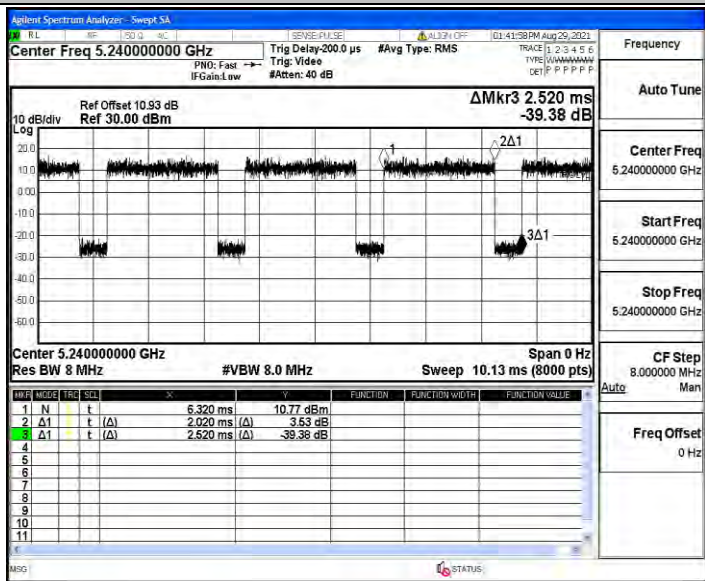 Agilent Spectrum Analyzer - Swept SA
RL RF 50 Ω AC SENSE:PULSE ALIGN OFF 01:41:58 PM Aug 29, 2021
Center Freq 5.240000000 GHz
PNO: Fast
IFGain:Low
Trig Delay-200.0 µs
Trig: Video
#Atten: 40 dB
#Avg Type: RMS
TRACE 1 2 3 4 5 6
TYPE
DET P P P P P P
Ref Offset 10.93 dB
10 dB/div Ref 30.00 dBm
Log
ΔMkr3 2.520 ms
-39.38 dB
20.0
10.0
0.00
-10.0
-20.0
-30.0
-40.0
-50.0
-60.0
1
2Δ1
3Δ1
Center 5.240000000 GHz Span 0 Hz
Res BW 8 MHz #VBW 8.0 MHz Sweep 10.13 ms (8000 pts)
MKR MODE TRC SCL X Y FUNCTION FUNCTION WIDTH FUNCTION VALUE
1 N t 6.320 ms 10.77 dBm
2 Δ1 t (Δ) 2.020 ms (Δ) 3.53 dB
3 Δ1 t (Δ) 2.520 ms (Δ) -39.38 dB
4
5
6
7
8
9
10
11
MSG STATUS
Frequency
Auto Tune
Center Freq
5.240000000 GHz
Start Freq
5.240000000 GHz
Stop Freq
5.240000000 GHz
CF Step
8.000000 MHz
Auto Man
Freq Offset
0 Hz